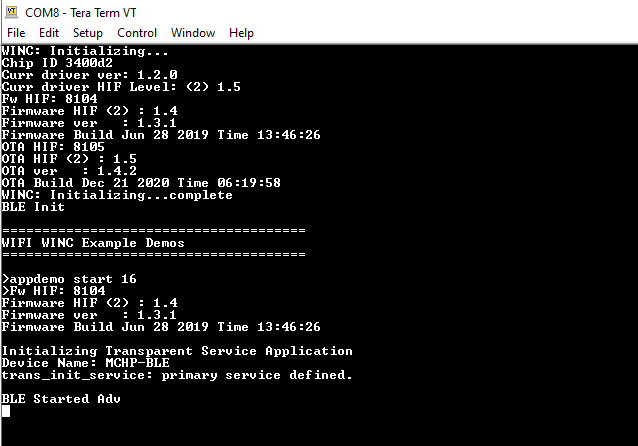 COM8 - Tera Term VT
File Edit Setup Control Window Help
WINC: Initializing...
Chip ID 3400d2
Curr driver ver: 1.2.0
Curr driver HIF Level: (2) 1.5
Fw HIF: 8104
Firmware HIF (2) : 1.4
Firmware ver   : 1.3.1
Firmware Build Jun 28 2019 Time 13:46:26
OTA HIF: 8105
OTA HIF (2) : 1.5
OTA ver   : 1.4.2
OTA Build Dec 21 2020 Time 06:19:58
WINC: Initializing...complete
BLE Init
======================================
WIFI WINC Example Demos
======================================
>appdemo start 16
>Fw HIF: 8104
Firmware HIF (2) : 1.4
Firmware ver   : 1.3.1
Firmware Build Jun 28 2019 Time 13:46:26
Initializing Transparent Service Application
Device Name: MCHP-BLE
trans_init_service: primary service defined.
BLE Started Adv